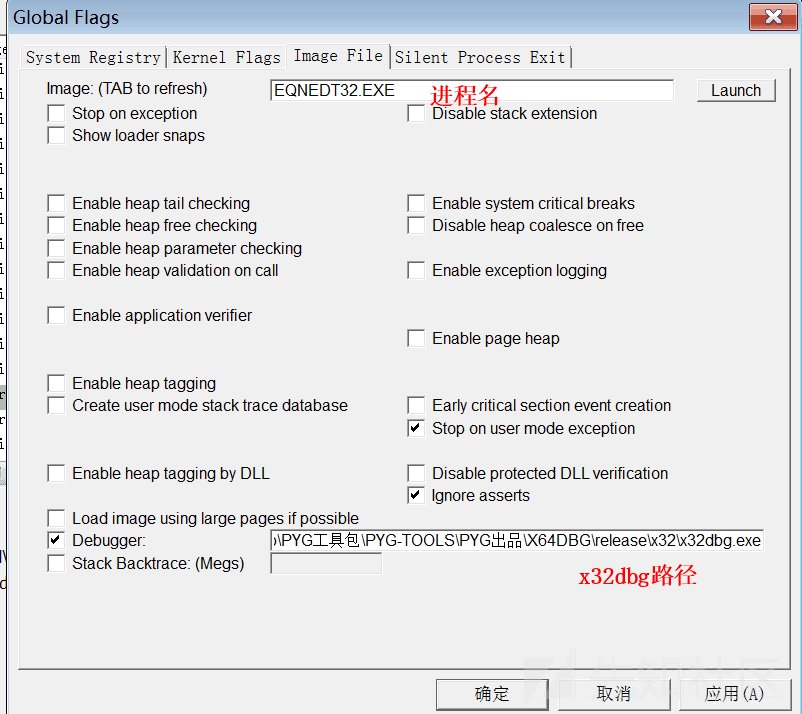 Global Flags
System Registry Kernel Flags Image File Silent Process Exit
Image: (TAB to refresh) EQNEDT32.EXE 进程名 Launch
Stop on exception Disable stack extension
Show loader snaps
Enable heap tail checking Enable system critical breaks
Enable heap free checking Disable heap coalesce on free
Enable heap parameter checking
Enable heap validation on call Enable exception logging
Enable application verifier
Enable page heap
Enable heap tagging
Create user mode stack trace database Early critical section event creation
Stop on user mode exception
Enable heap tagging by DLL Disable protected DLL verification
Ignore asserts
Load image using large pages if possible
Debugger: \PYG工具包\PYG-TOOLS\PYG出品\X64DBG\release\x32\x32dbg.exe
Stack Backtrace: (Megs)
x32dbg路径
确定 取消 应用(A)